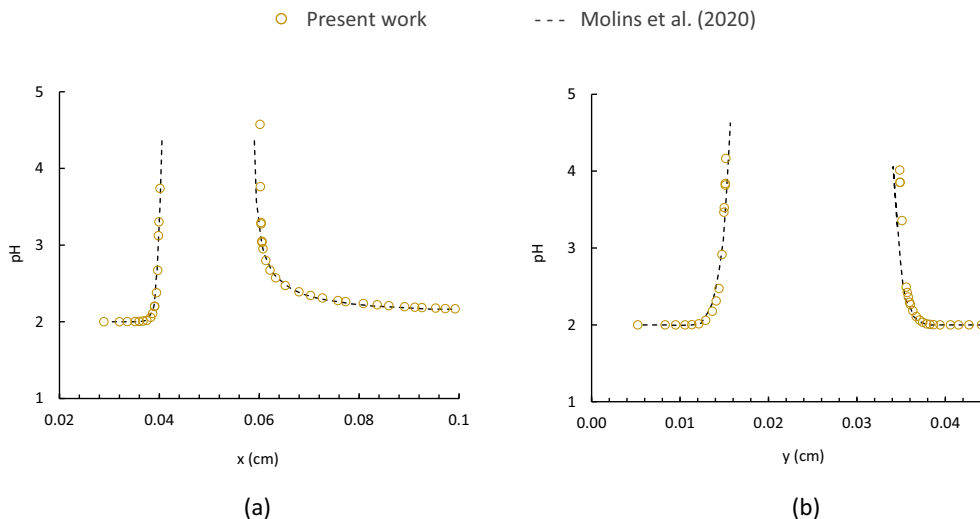 Present work
--- Molins et al. (2020)
5
4
3
2
1
pH
0.02
0.04
0.06
0.08
0.1
x (cm)
(a)
5
4
3
2
1
pH
0.00
0.01
0.02
0.03
0.04
y (cm)
(b)